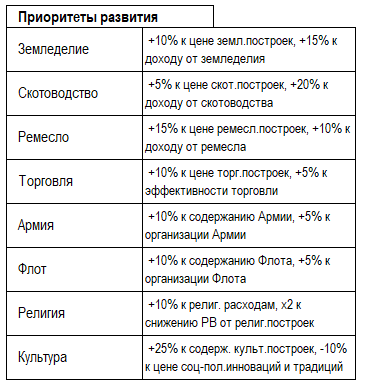 Приоритеты развития
Земледелие
+10% к цене земл.построек, +15% к
доходу от земледелия
Скотоводство
+5% к цене скот.построек, +20% к
доходу от скотоводства
Ремесло
+15% к цене ремесл.построек, +10% к
доходу от ремесла
Торговля
+10% к цене торг.построек, +5% к
эффективности торговли
Армия
+10% к содержанию Армии, +5% к
организации Армии
Флот
+10% к содержанию Флота, +5% к
организации Флота
Религия
+10% к религ. расходам, x2 к
снижению РВ от религ.построек
Культура
+25% к содерж. культ.построек, -10%
к цене соц-пол.инноваций и традиций